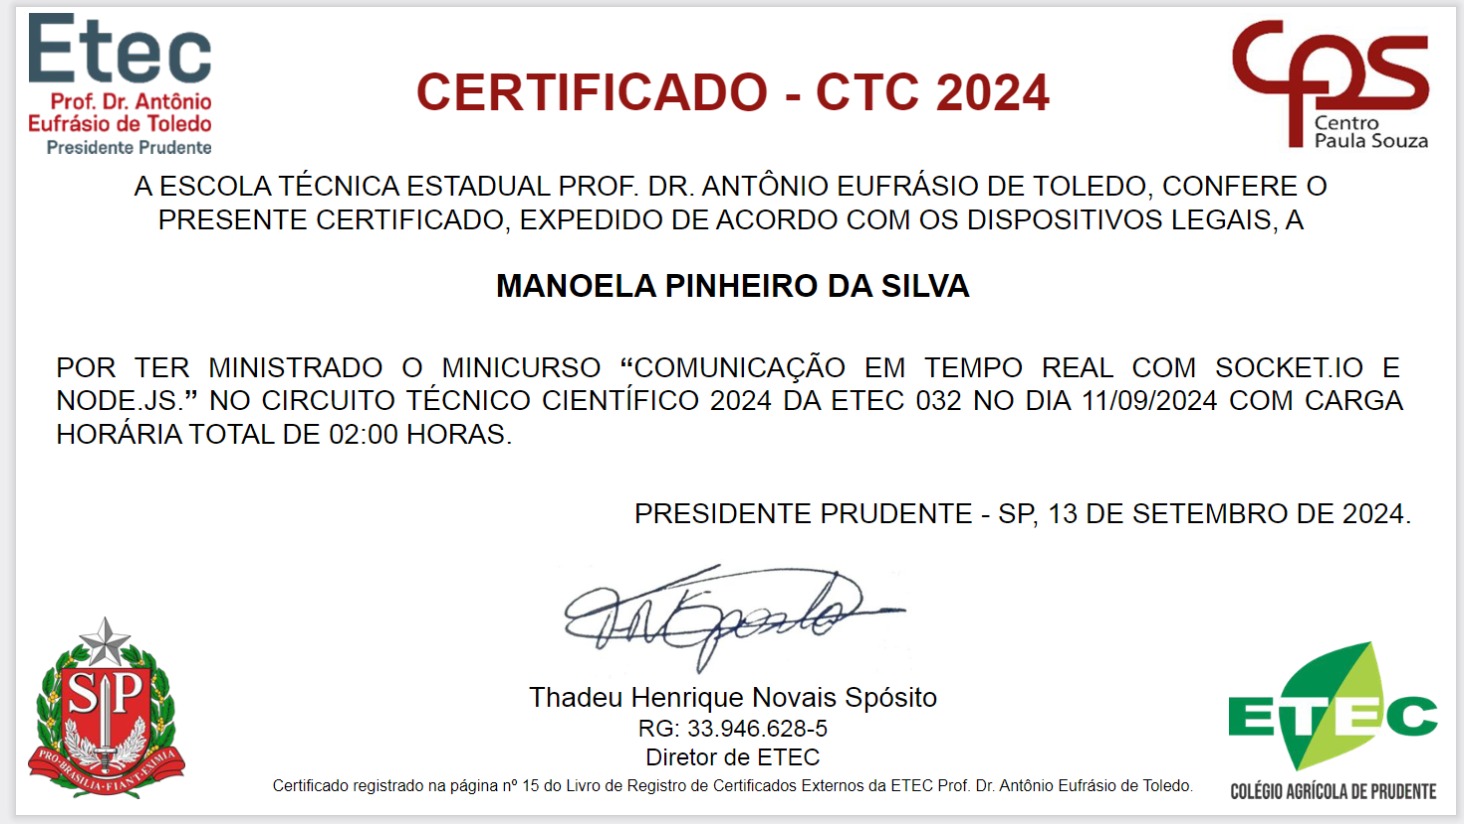 Etec
Prof. Dr. Antônio
Eufrásio de Toledo
Presidente Prudente
CERTIFICADO - CTC 2024
cps
Centro
Paula Souza
A ESCOLA TÉCNICA ESTADUAL PROF. DR. ANTÔNIO EUFRÁSIO DE TOLEDO, CONFERE O
PRESENTE CERTIFICADO, EXPEDIDO DE ACORDO COM OS DISPOSITIVOS LEGAIS, A
MANOELA PINHEIRO DA SILVA
POR TER MINISTRADO O MINICURSO “COMUNICAÇÃO EM TEMPO REAL COM SOCKET.IO E
NODE.JS.” NO CIRCUITO TÉCNICO CIENTÍFICO 2024 DA ETEC 032 NO DIA 11/09/2024 COM CARGA
HORÁRIA TOTAL DE 02:00 HORAS.
PRESIDENTE PRUDENTE - SP, 13 DE SETEMBRO DE 2024.
Thadeu Henrique Novais Spósito
RG: 33.946.628-5
Diretor de ETEC
Certificado registrado na página nº 15 do Livro de Registro de Certificados Externos da ETEC Prof. Dr. Antônio Eufrásio de Toledo.
SP
PRO·BRASILIA·FIANT·EXIMIA
ETEC
COLÉGIO AGRÍCOLA DE PRUDENTE